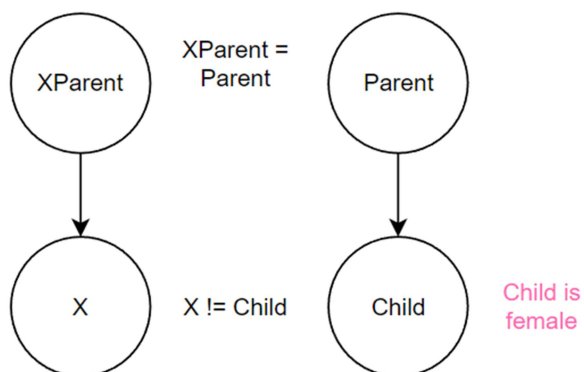 XParent
XParent =
Parent
Parent
X
X != Child
Child
Child is
female